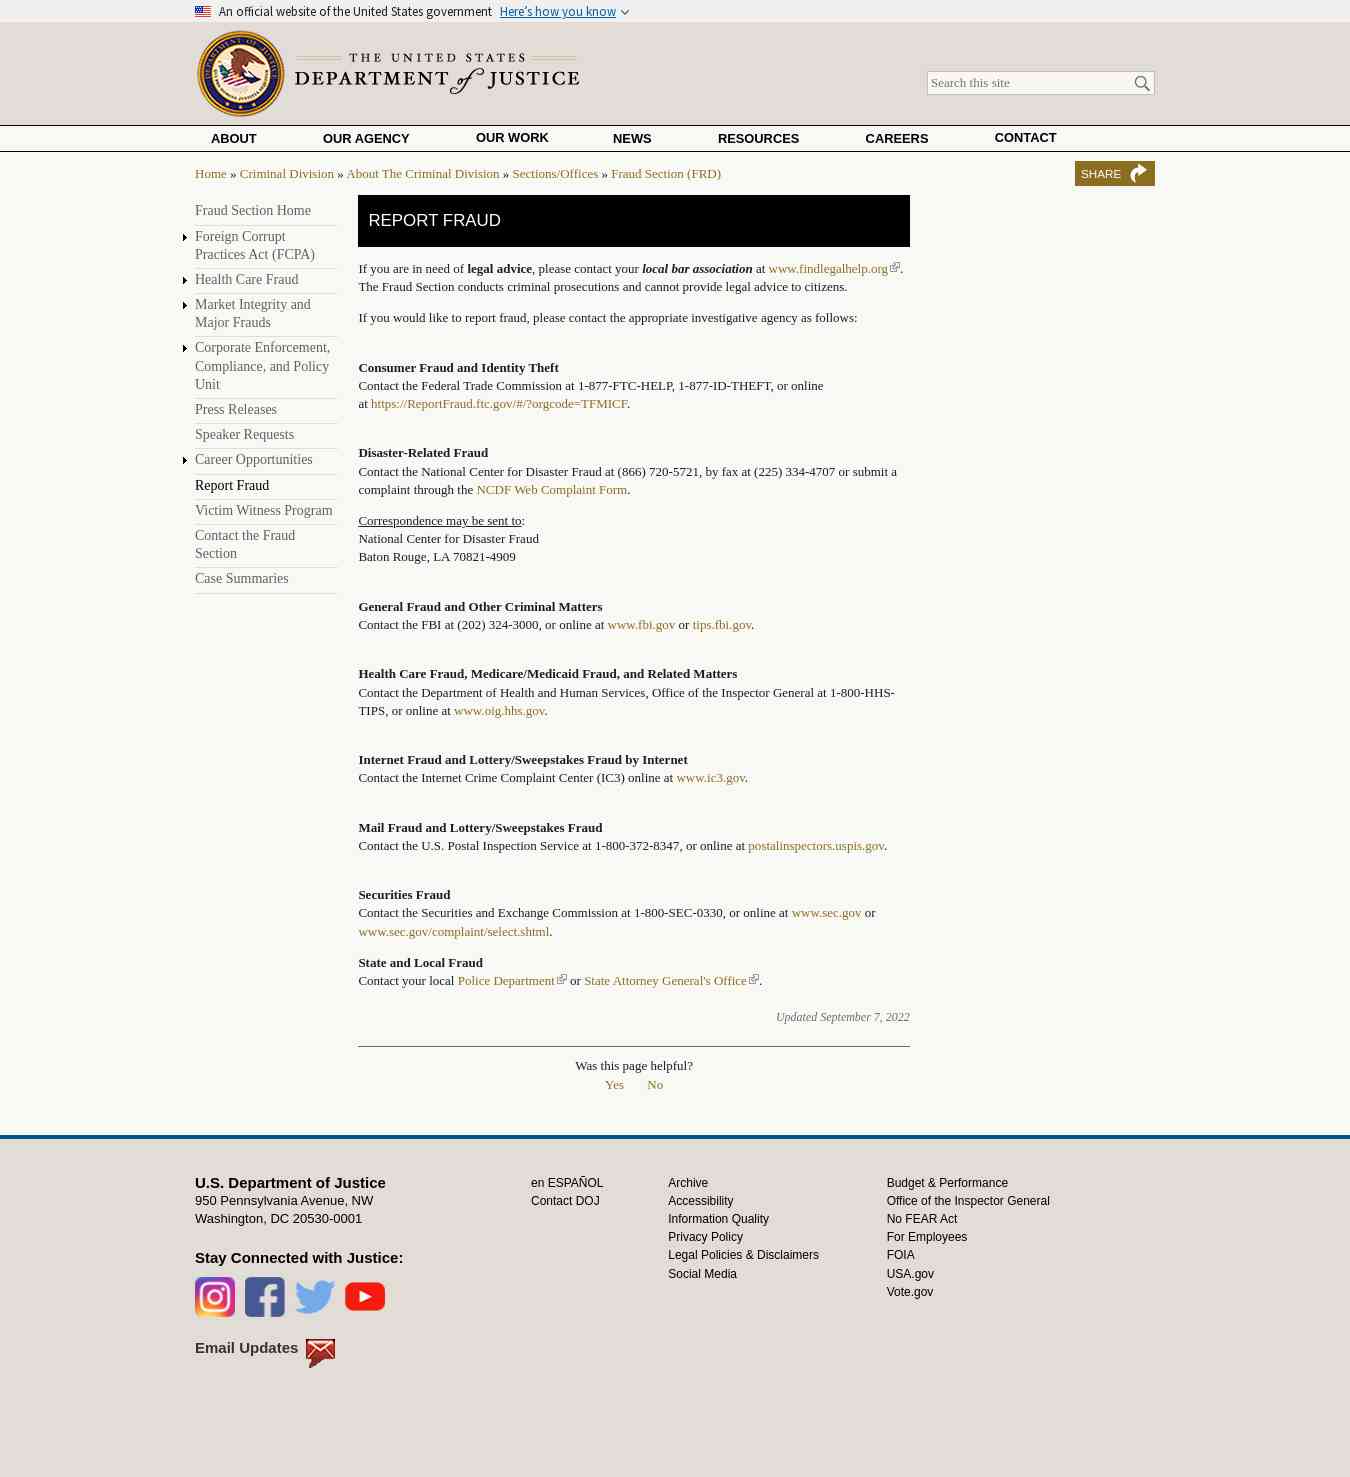 An official website of the United States government Here's how you know
THE UNITED STATES
DEPARTMENT of JUSTICE
Search this site
ABOUT OUR AGENCY OUR WORK NEWS RESOURCES CAREERS CONTACT
Home » Criminal Division » About The Criminal Division » Sections/Offices » Fraud Section (FRD)
SHARE
Fraud Section Home
Foreign Corrupt
Practices Act (FCPA)
Health Care Fraud
Market Integrity and
Major Frauds
Corporate Enforcement,
Compliance, and Policy
Unit
Press Releases
Speaker Requests
Career Opportunities
Report Fraud
Victim Witness Program
Contact the Fraud
Section
Case Summaries
REPORT FRAUD
If you are in need of legal advice, please contact your local bar association at www.findlegalhelp.org.
The Fraud Section conducts criminal prosecutions and cannot provide legal advice to citizens.
If you would like to report fraud, please contact the appropriate investigative agency as follows:
Consumer Fraud and Identity Theft
Contact the Federal Trade Commission at 1-877-FTC-HELP, 1-877-ID-THEFT, or online
at https://ReportFraud.ftc.gov/#/?orgcode=TFMICF.
Disaster-Related Fraud
Contact the National Center for Disaster Fraud at (866) 720-5721, by fax at (225) 334-4707 or submit a
complaint through the NCDF Web Complaint Form.
Correspondence may be sent to:
National Center for Disaster Fraud
Baton Rouge, LA 70821-4909
General Fraud and Other Criminal Matters
Contact the FBI at (202) 324-3000, or online at www.fbi.gov or tips.fbi.gov.
Health Care Fraud, Medicare/Medicaid Fraud, and Related Matters
Contact the Department of Health and Human Services, Office of the Inspector General at 1-800-HHS-
TIPS, or online at www.oig.hhs.gov.
Internet Fraud and Lottery/Sweepstakes Fraud by Internet
Contact the Internet Crime Complaint Center (IC3) online at www.ic3.gov.
Mail Fraud and Lottery/Sweepstakes Fraud
Contact the U.S. Postal Inspection Service at 1-800-372-8347, or online at postalinspectors.uspis.gov.
Securities Fraud
Contact the Securities and Exchange Commission at 1-800-SEC-0330, or online at www.sec.gov or
www.sec.gov/complaint/select.shtml.
State and Local Fraud
Contact your local Police Department or State Attorney General's Office.
Updated September 7, 2022
Was this page helpful?
Yes No
U.S. Department of Justice
950 Pennsylvania Avenue, NW
Washington, DC 20530-0001
Stay Connected with Justice:
Email Updates
en ESPAÑOL
Contact DOJ
Archive
Accessibility
Information Quality
Privacy Policy
Legal Policies & Disclaimers
Social Media
Budget & Performance
Office of the Inspector General
No FEAR Act
For Employees
FOIA
USA.gov
Vote.gov